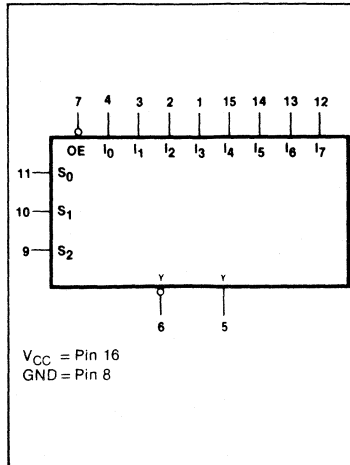 7 4 3 2 1 15 14 13 12
OE I0 I1 I2 I3 I4 I5 I6 I7
11 S0
10 S1
9 S2
Y Y
6 5
VCC = Pin 16
GND = Pin 8